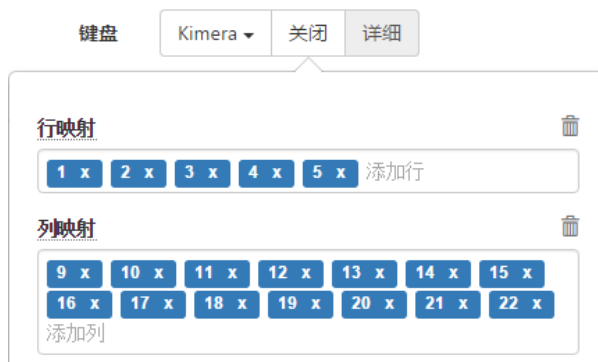 键盘 Kimera 关闭 详细
行映射
1 x 2 x 3 x 4 x 5 x 添加行
列映射
9 x 10 x 11 x 12 x 13 x 14 x 15 x
16 x 17 x 18 x 19 x 20 x 21 x 22 x
添加列